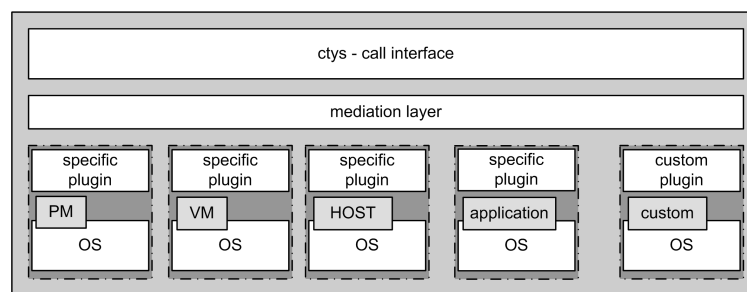 ctys - call interface
mediation layer
specific
plugin
PM
OS
specific
plugin
VM
OS
specific
plugin
HOST
OS
specific
plugin
application
OS
custom
plugin
custom
OS